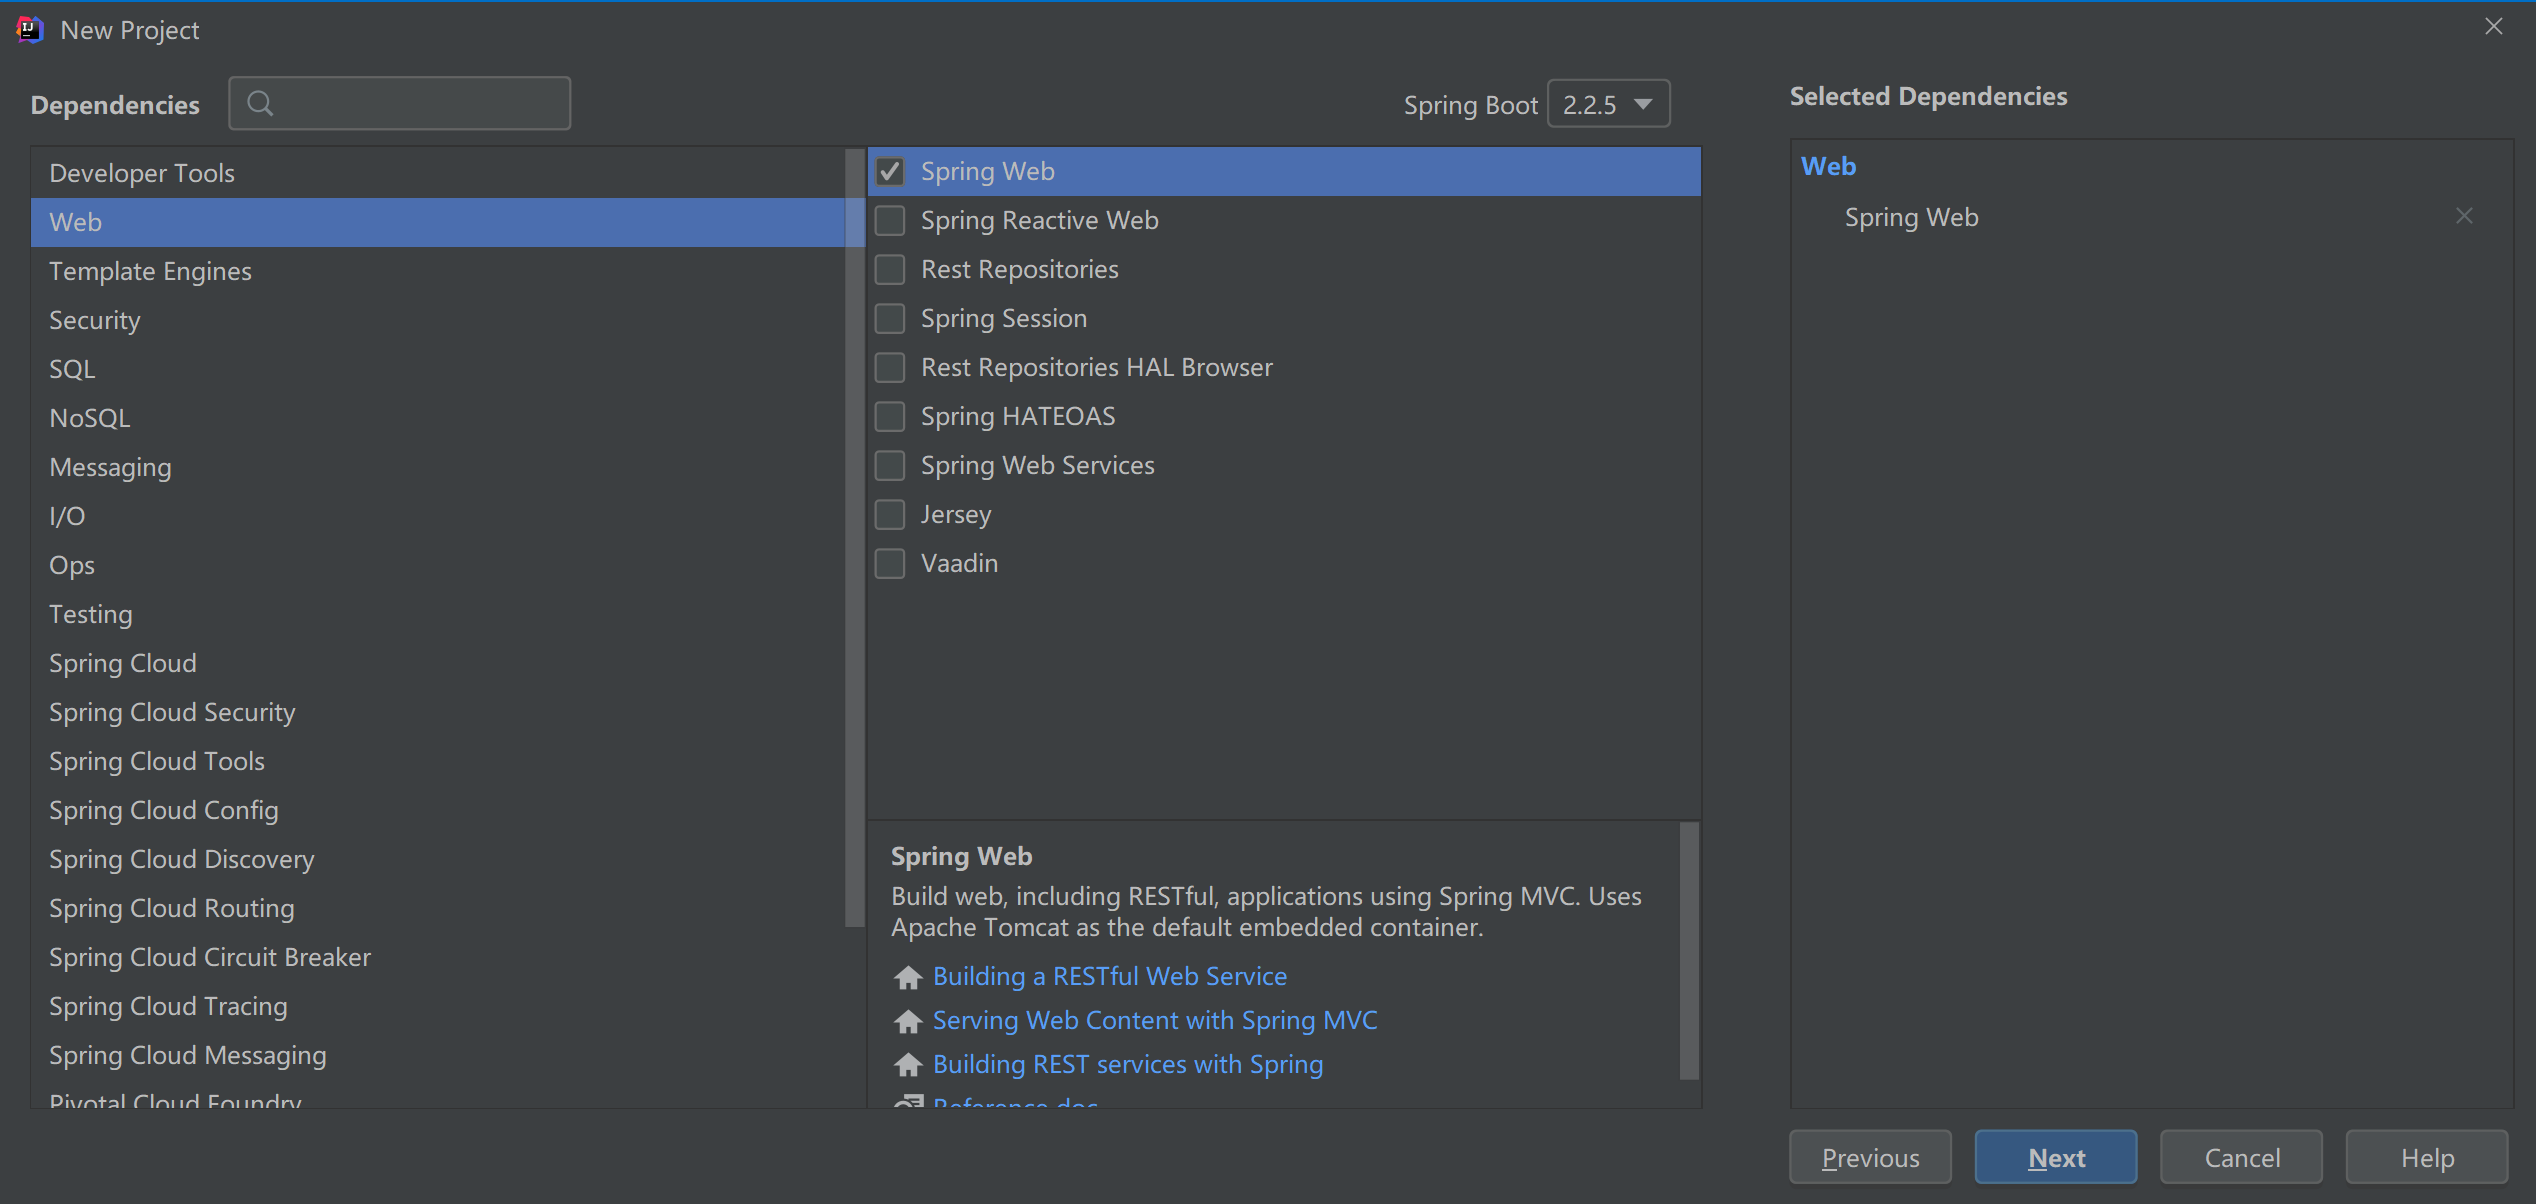 New Project
Dependencies
Spring Boot 2.2.5
Selected Dependencies
Developer Tools
Web
Template Engines
Security
SQL
NoSQL
Messaging
I/O
Ops
Testing
Spring Cloud
Spring Cloud Security
Spring Cloud Tools
Spring Cloud Config
Spring Cloud Discovery
Spring Cloud Routing
Spring Cloud Circuit Breaker
Spring Cloud Tracing
Spring Cloud Messaging
Pivotal Cloud Foundry
Spring Web
Spring Reactive Web
Rest Repositories
Spring Session
Rest Repositories HAL Browser
Spring HATEOAS
Spring Web Services
Jersey
Vaadin
Spring Web
Build web, including RESTful, applications using Spring MVC. Uses
Apache Tomcat as the default embedded container.
Building a RESTful Web Service
Serving Web Content with Spring MVC
Building REST services with Spring
Reference doc
Web
Spring Web
Previous
Next
Cancel
Help